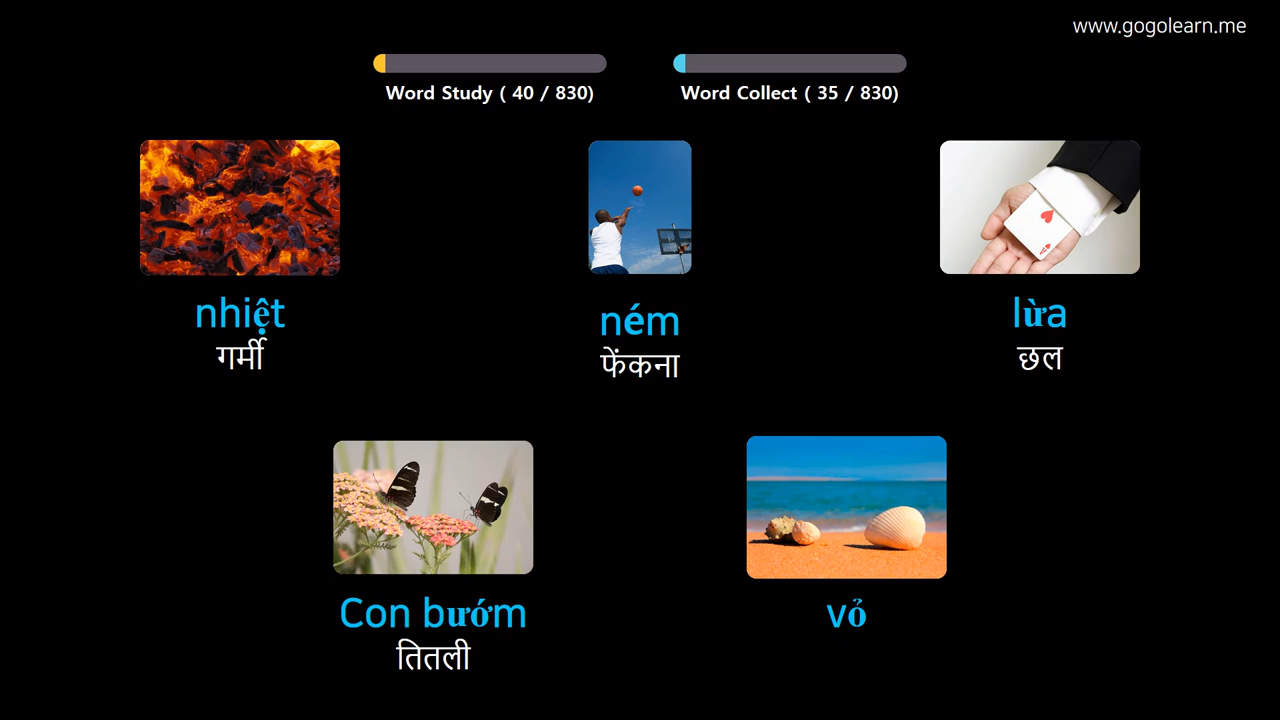 www.gogolearn.me
Word Study ( 40 / 830)
Word Collect ( 35 / 830)
nhiệt
गर्मी
ném
फेंकना
lừa
छल
Con bướm
तितली
vỏ